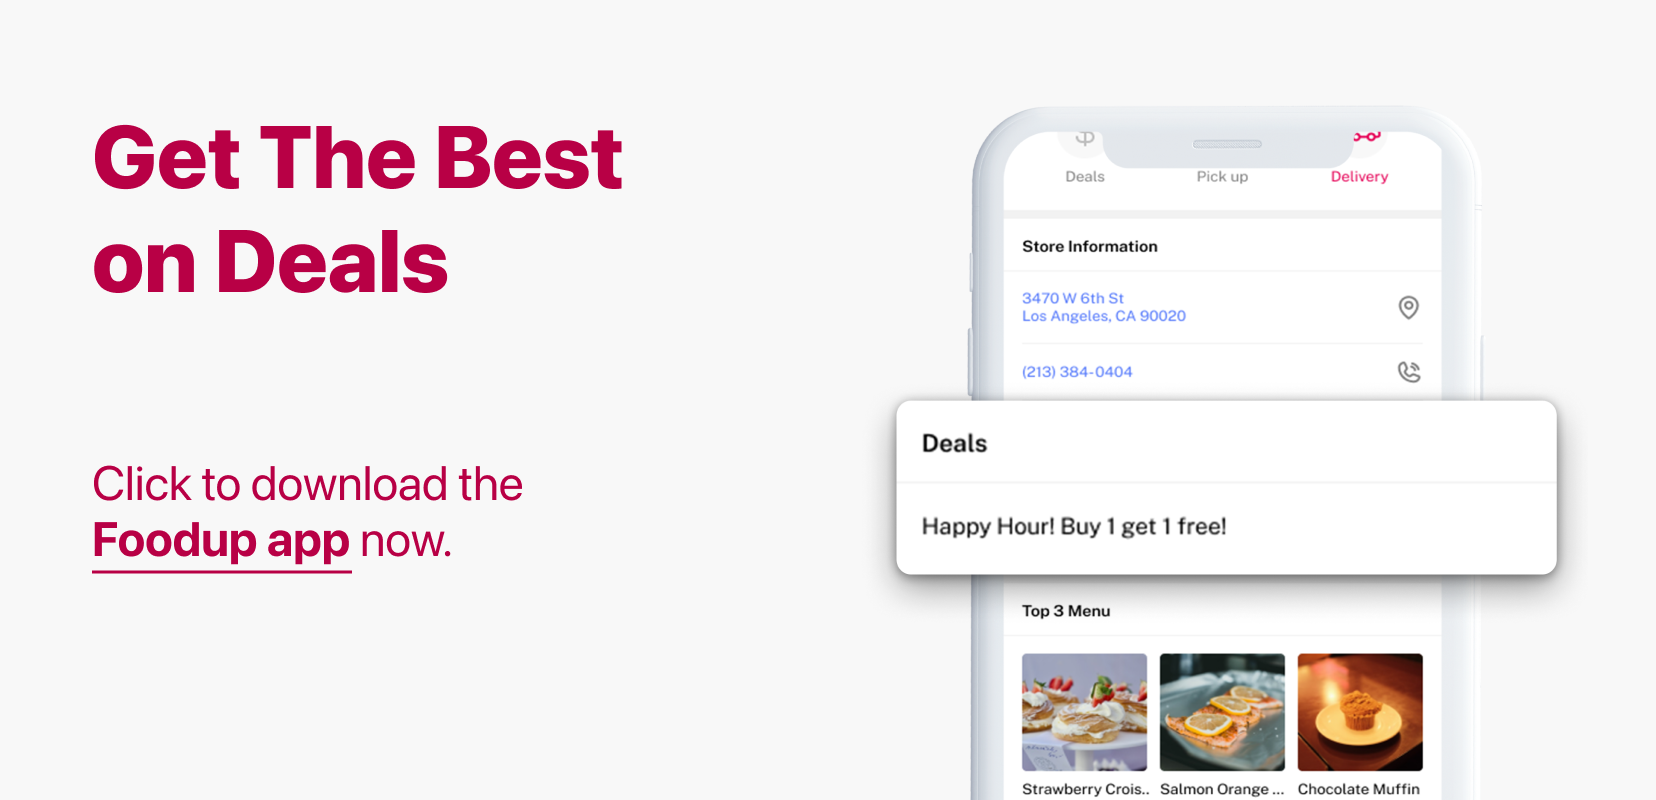 Get The Best
on Deals
Click to download the
Foodup app now.
Deals
Pick up
Delivery
Store Information
3470 W 6th St
Los Angeles, CA 90020
(213) 384-0404
Deals
Happy Hour! Buy 1 get 1 free!
Top 3 Menu
Strawberry Crois..
Salmon Orange ...
Chocolate Muffin